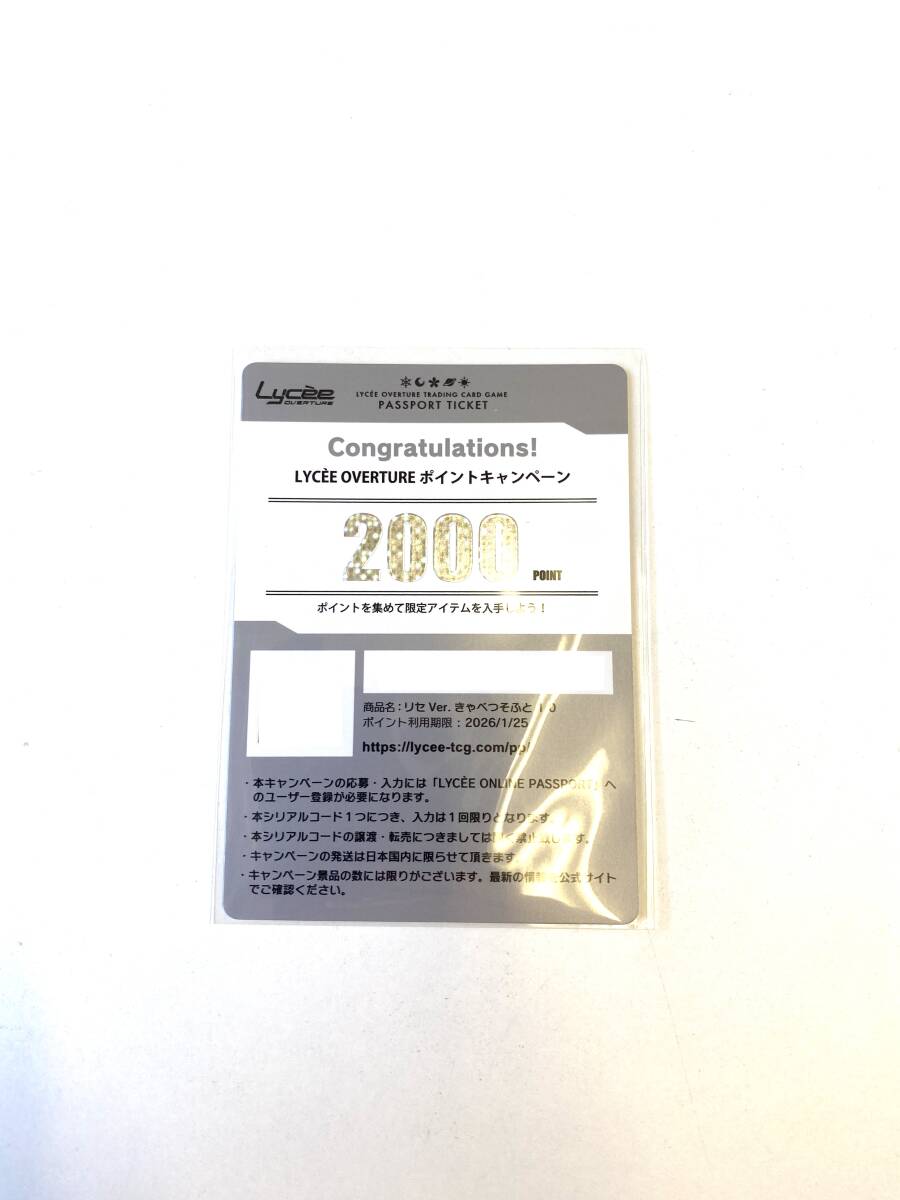 Lycèe
OVERTURE
LYCÉE OVERTURE TRADING CARD GAME
PASSPORT TICKET
Congratulations!
LYCÈE OVERTURE ポイントキャンペーン
2000
POINT
ポイントを集めて限定アイテムを入手しよう!
商品名:リセ Ver. きゃべつそふと 1.0
ポイント利用期限:2026/1/25
https://lycee-tcg.com/pp/
・本キャンペーンの応募・入力には「LYCÈE ONLINE PASSPORT」へ
のユーザー登録が必要になります。
・本シリアルコード1つにつき、入力は1回限りとなります。
・本シリアルコードの譲渡・転売につきましては 禁止致します。
・キャンペーンの発送は日本国内に限らせて頂きます
・キャンペーン景品の数には限りがございます。最新の情報 公式サイト
でご確認ください。